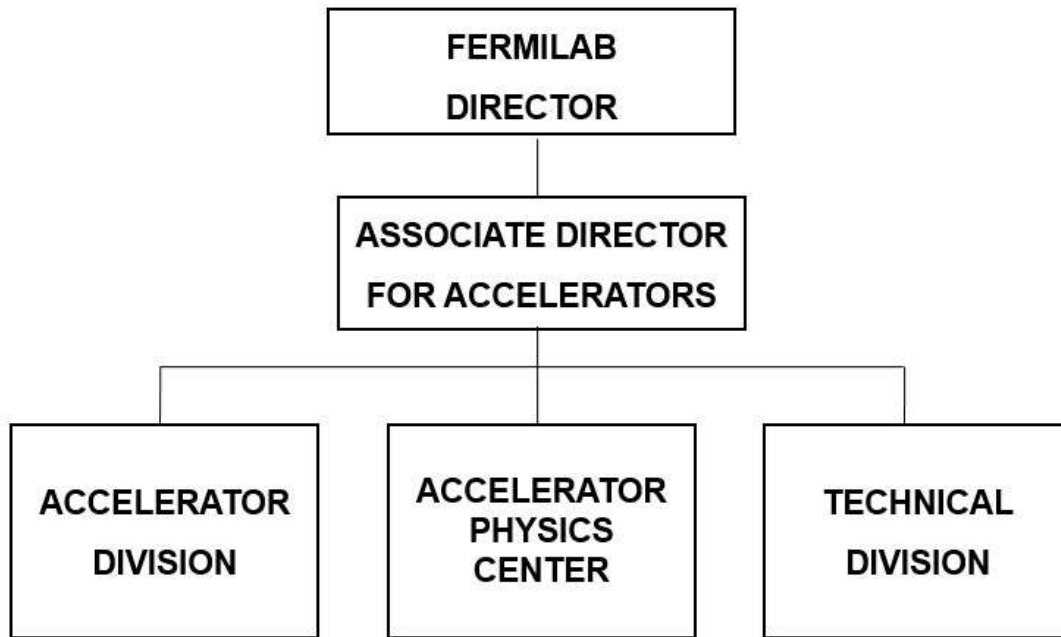 FERMILAB
DIRECTOR
ASSOCIATE DIRECTOR
FOR ACCELERATORS
ACCELERATOR
DIVISION
ACCELERATOR
PHYSICS
CENTER
TECHNICAL
DIVISION